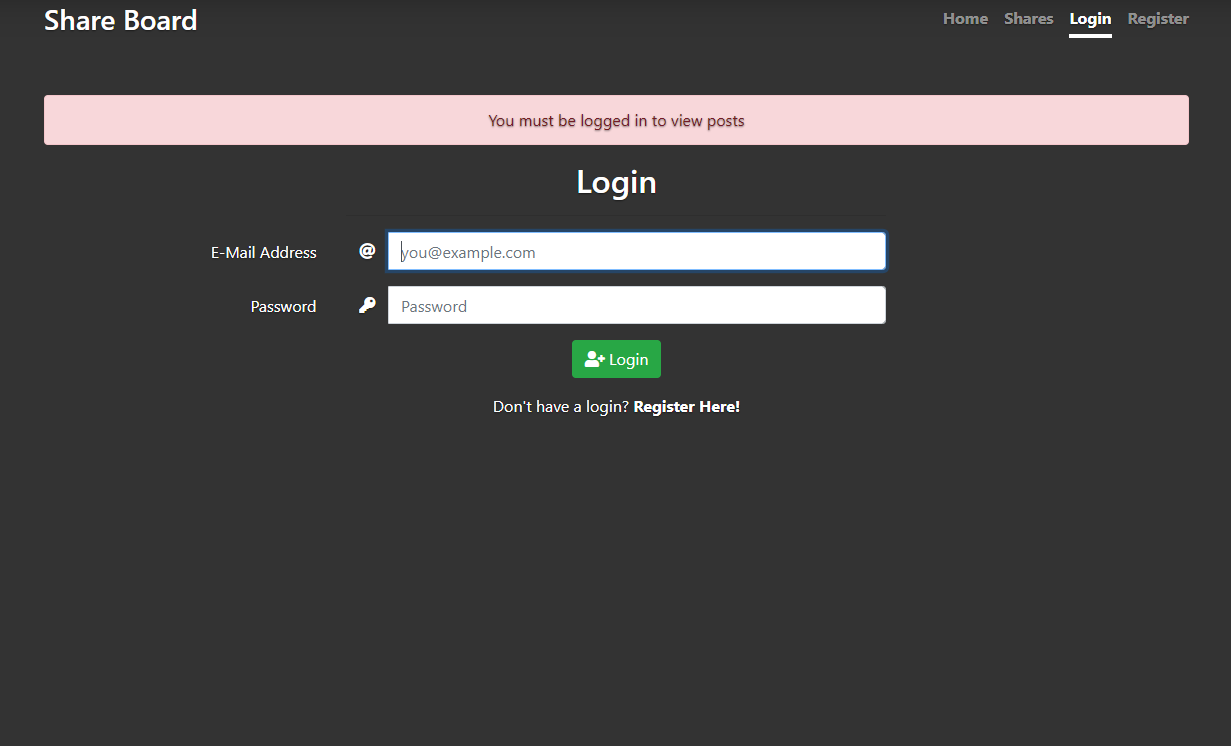 Share Board
Home Shares Login Register
You must be logged in to view posts
Login
E-Mail Address @ you@example.com
Password Password
Login
Don't have a login? Register Here!